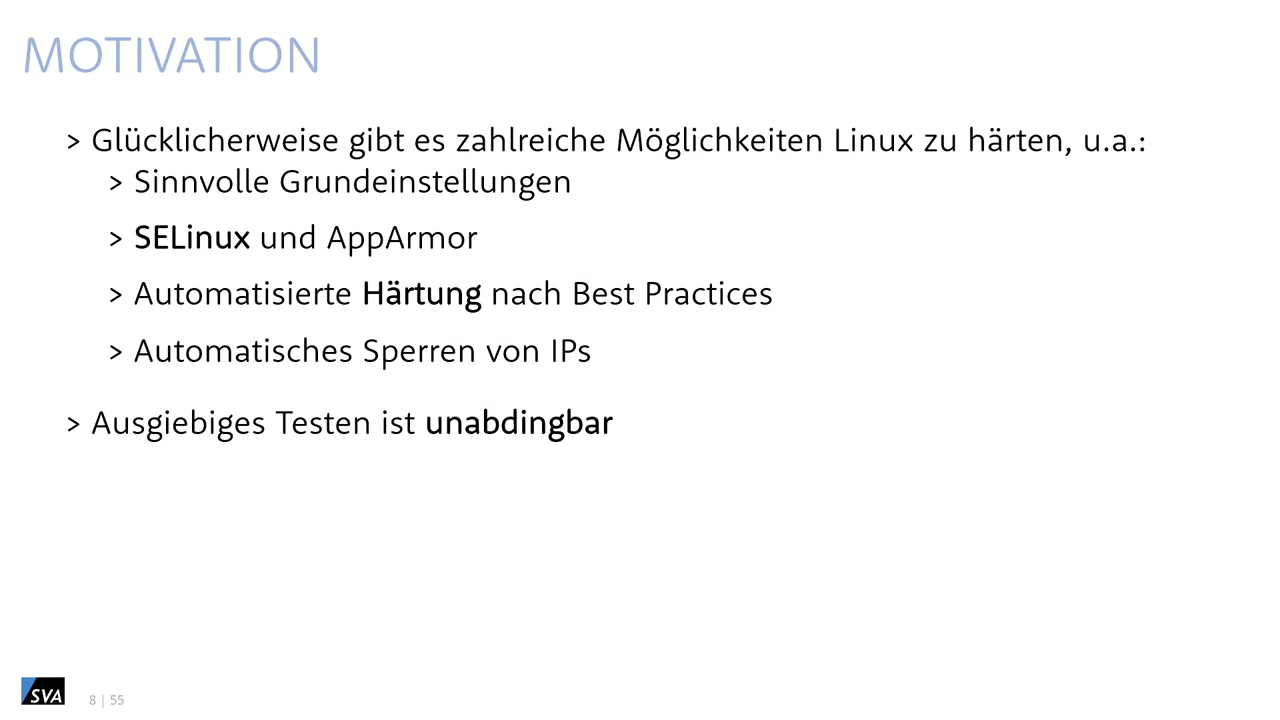 MOTIVATION
> Glücklicherweise gibt es zahlreiche Möglichkeiten Linux zu härten, u.a.:
> Sinnvolle Grundeinstellungen
> SELinux und AppArmor
> Automatisierte Härtung nach Best Practices
> Automatisches Sperren von IPs
> Ausgiebiges Testen ist unabdingbar
SVA
8 | 55